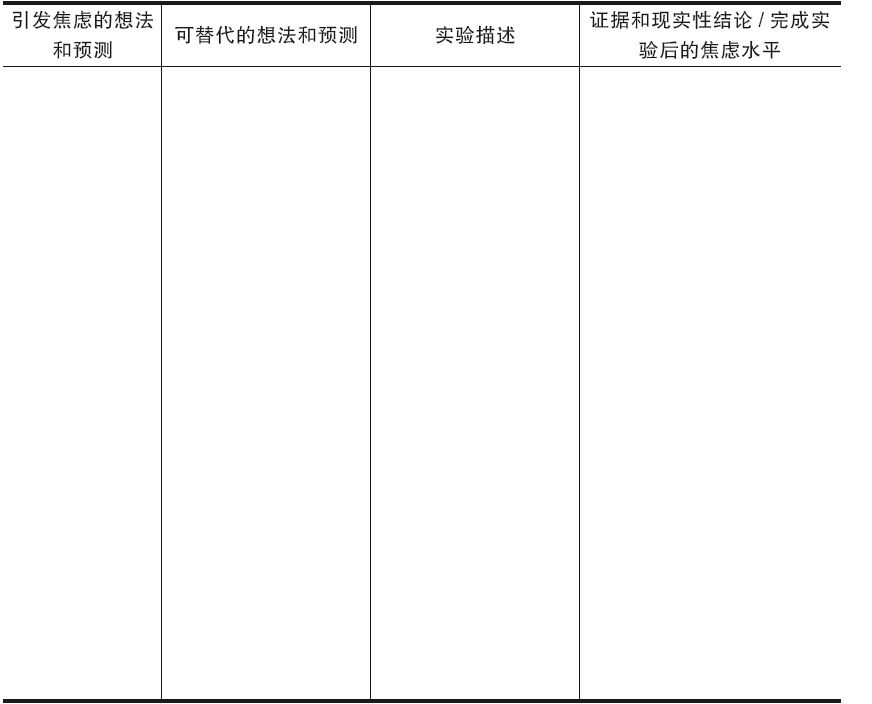 引发焦虑的想法
和预测
可替代的想法和预测
实验描述
证据和现实性结论 / 完成实
验后的焦虑水平